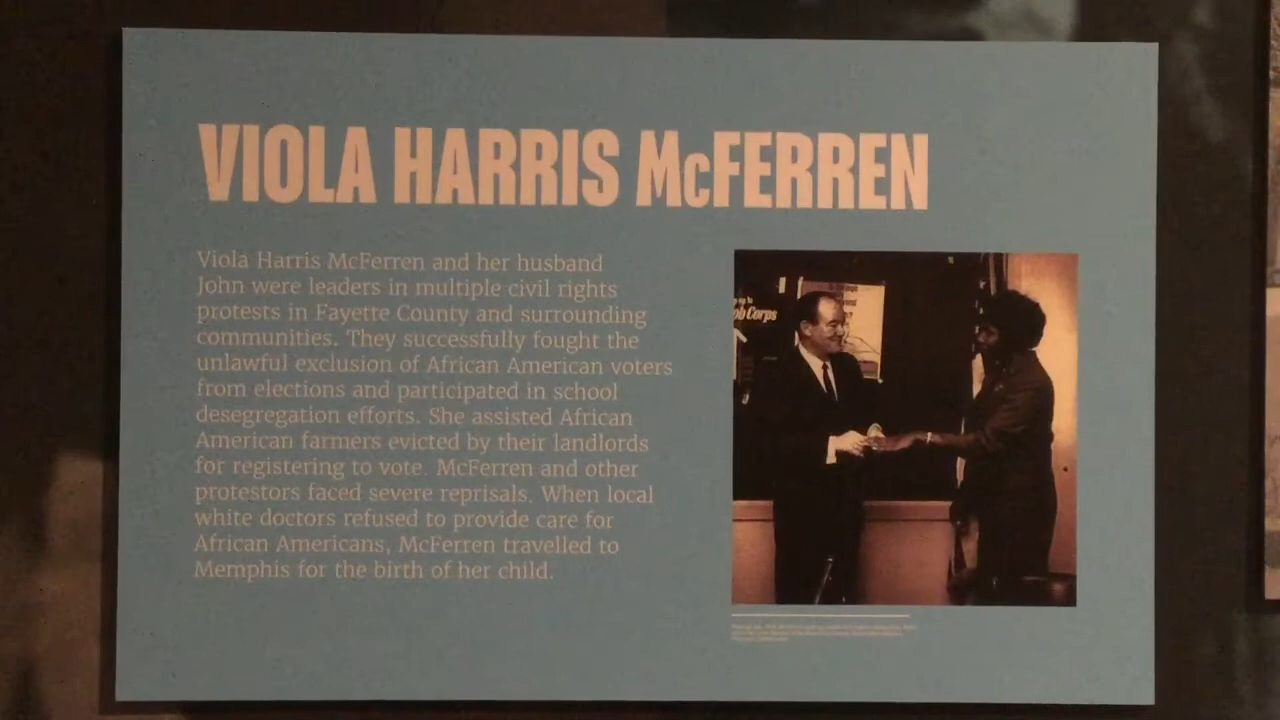 VIOLA HARRIS McFERREN
Viola Harris McFerren and her husband
John were leaders in multiple civil rights
protests in Fayette County and surrounding
communities. They successfully fought the
unlawful exclusion of African American voters
from elections and participated in school
desegregation efforts. She assisted African
American farmers evicted by their landlords
for registering to vote. McFerren and other
protestors faced severe reprisals. When local
white doctors refused to provide care for
African Americans, McFerren travelled to
Memphis for the birth of her child.
Corps